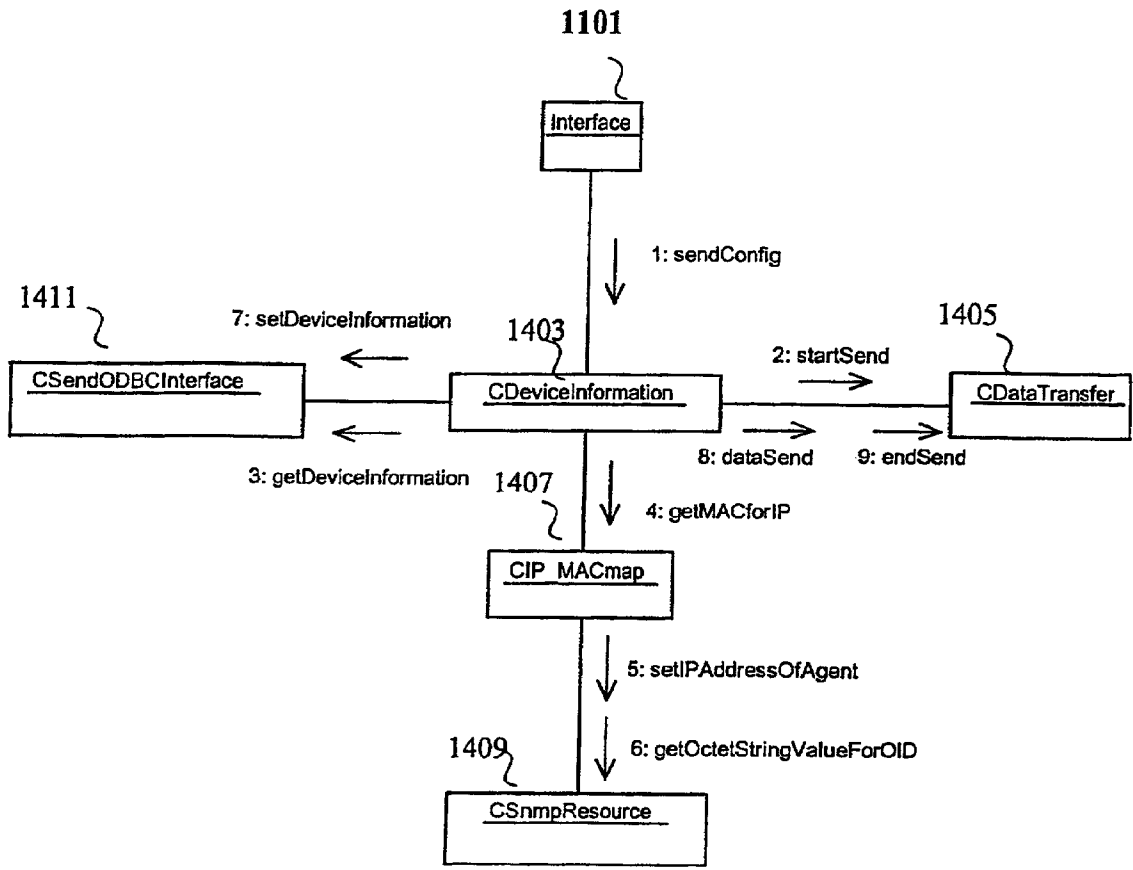 1101
Interface
1: sendConfig
1411
7: setDeviceInformation
1403
1405
2: startSend
CSendODBCInterface
CDeviceInformation
CDataTransfer
3: getDeviceInformation
8: dataSend
9: endSend
1407
4: getMACforIP
CIP_MACmap
5: setIPAddressOfAgent
6: getOctetStringValueForOID
1409
CSnmpResource